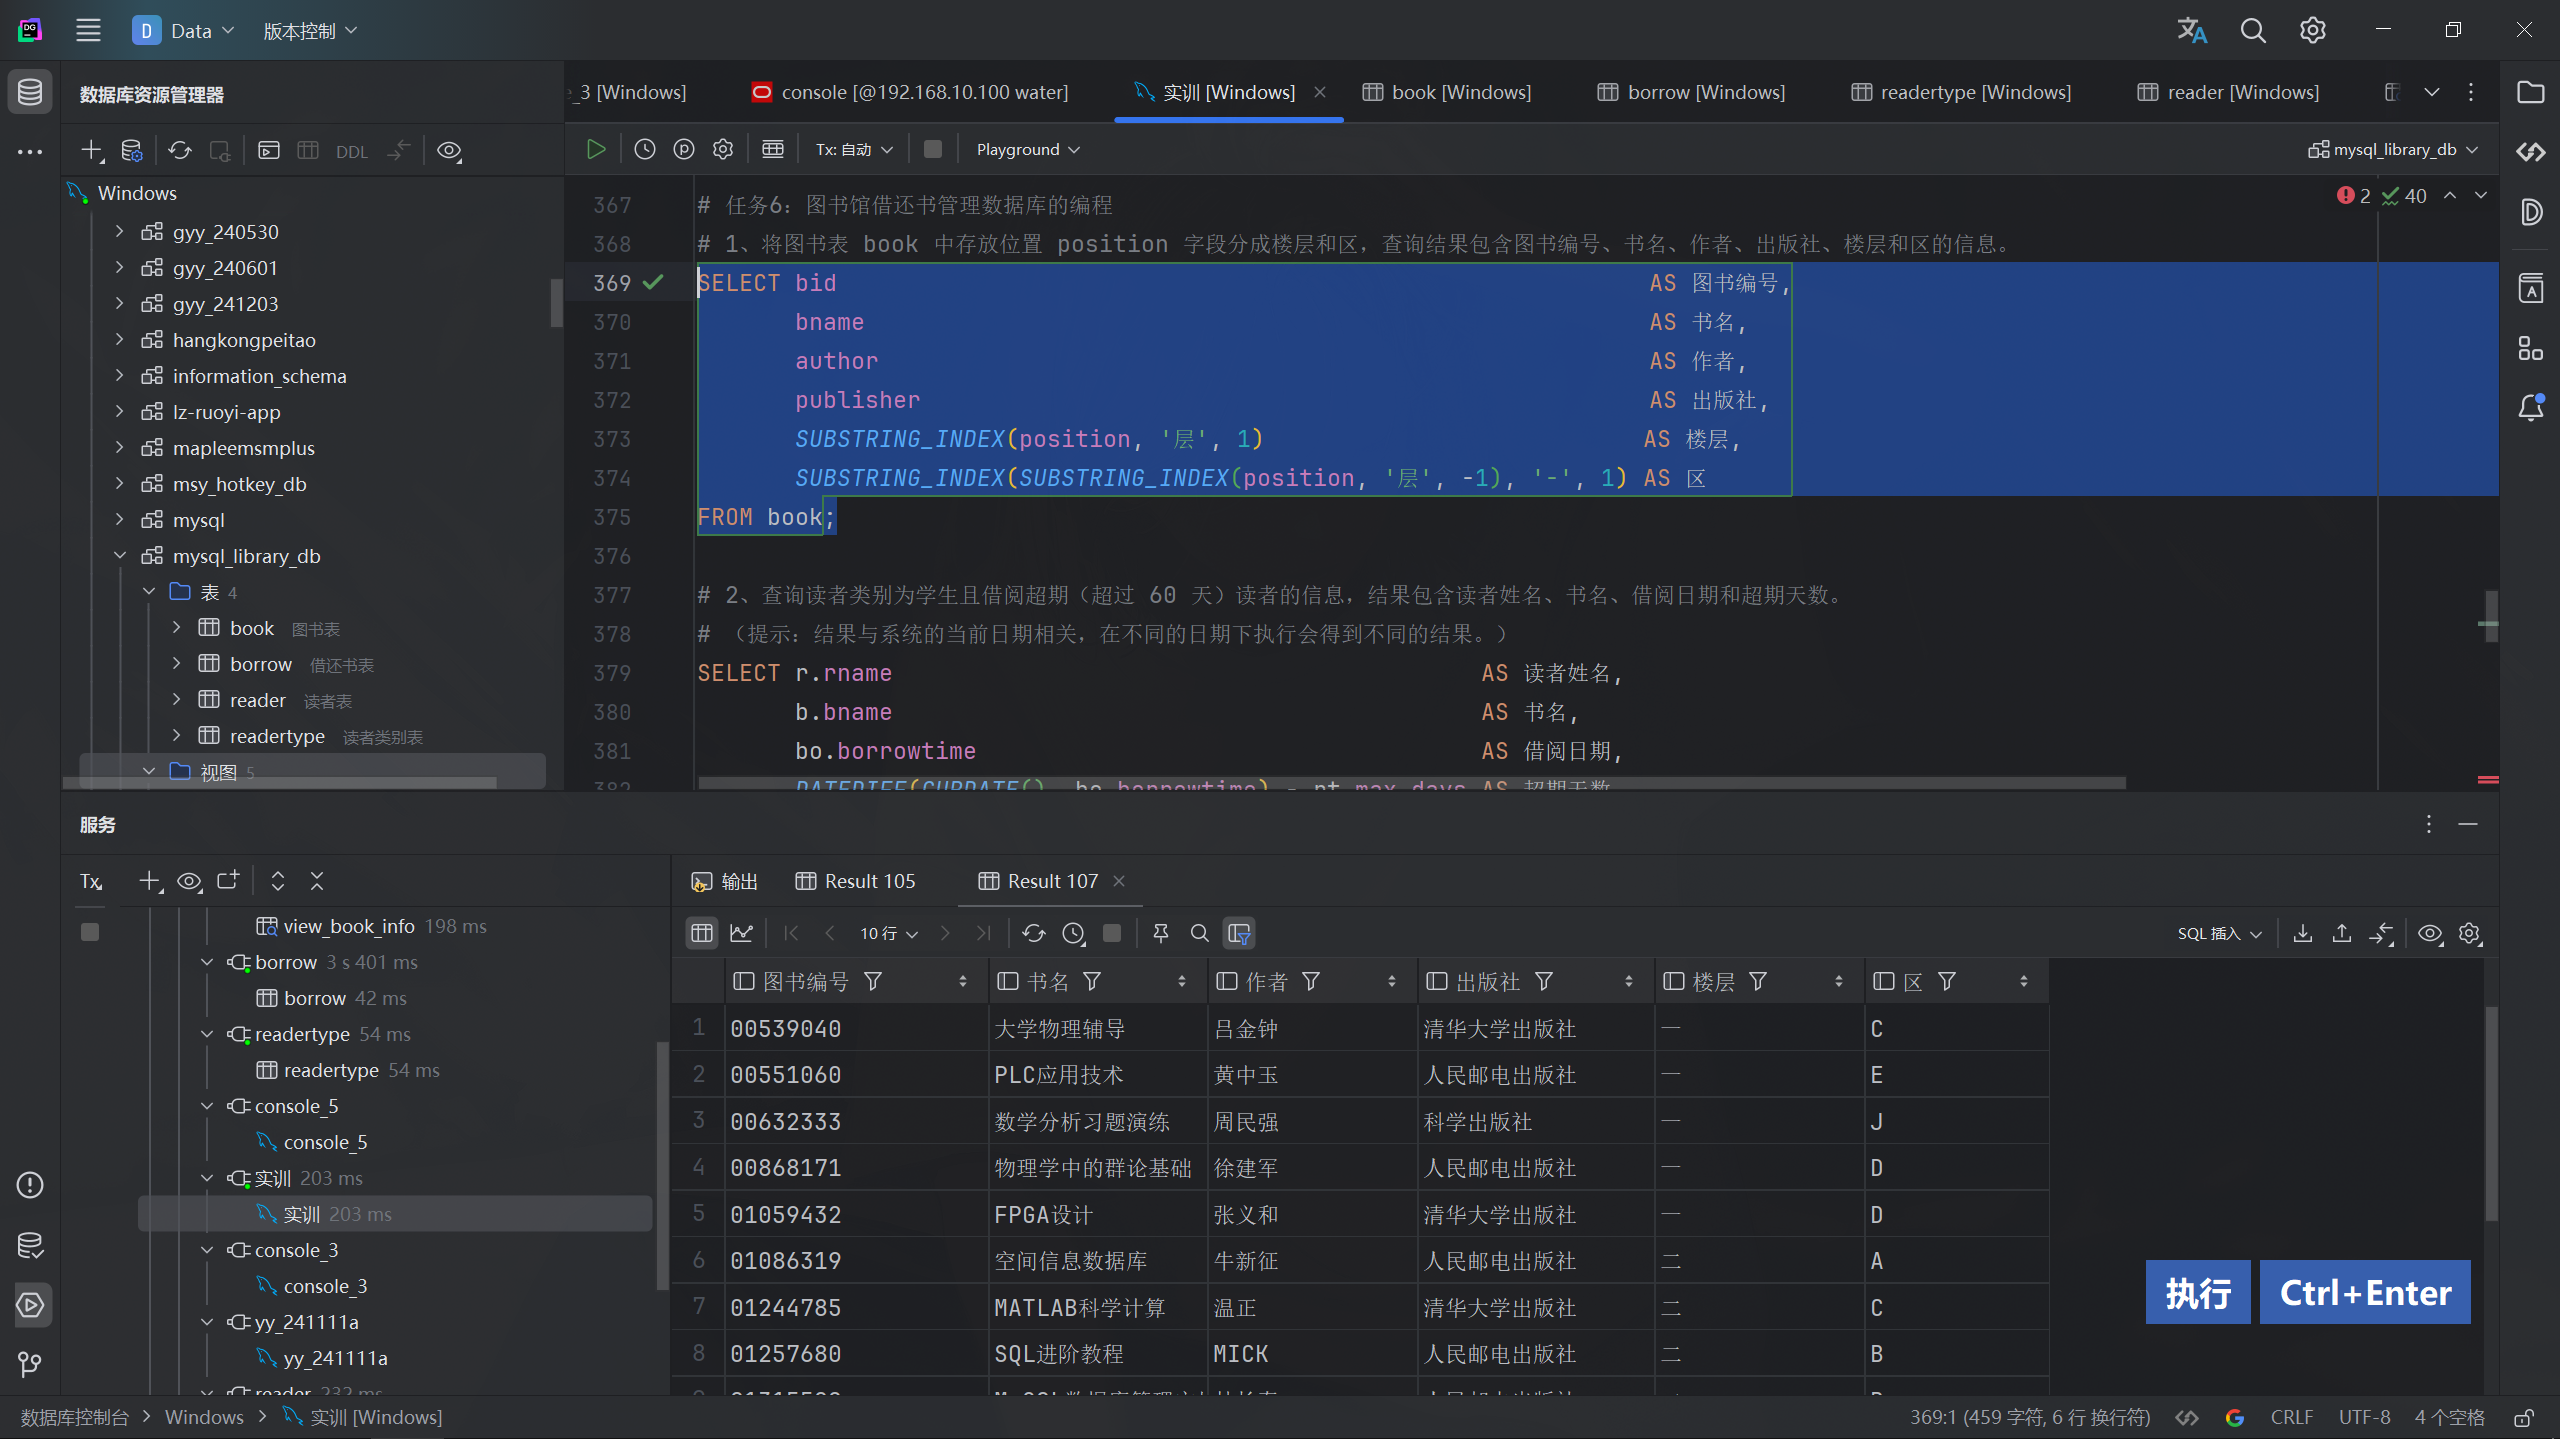 D Data 版本控制
数据库资源管理器
_3 [Windows] console [@192.168.10.100 water] 实训 [Windows] book [Windows] borrow [Windows] readertype [Windows] reader [Windows]
DDL
Tx: 自动 Playground mysql_library_db
Windows
gyy_240530
gyy_240601
gyy_241203
hangkongpeitao
information_schema
lz-ruoyi-app
mapleemsmplus
msy_hotkey_db
mysql
mysql_library_db
表 4
book 图书表
borrow 借还书表
reader 读者表
readertype 读者类别表
视图 5
2 40
367 # 任务6: 图书馆借还书管理数据库的编程
368 # 1、将图书表 book 中存放位置 position 字段分成楼层和区，查询结果包含图书编号、书名、作者、出版社、楼层和区的信息。
369 SELECT bid AS 图书编号,
370 bname AS 书名,
371 author AS 作者,
372 publisher AS 出版社,
373 SUBSTRING_INDEX(position, '层', 1) AS 楼层,
374 SUBSTRING_INDEX(SUBSTRING_INDEX(position, '层', -1), '-', 1) AS 区
375 FROM book;
376
377 # 2、查询读者类别为学生且借阅超期（超过 60 天）读者的信息，结果包含读者姓名、书名、借阅日期和超期天数。
378 # （提示: 结果与系统的当前日期相关，在不同的日期下执行会得到不同的结果。）
379 SELECT r.rname AS 读者姓名,
380 b.bname AS 书名,
381 bo.borrowtime AS 借阅日期,
382 DATEDIFF(CURDATE(), bo.borrowtime) - rt.max_days AS 超期天数
服务
Tx
view_book_info 198 ms
borrow 3 s 401 ms
borrow 42 ms
readertype 54 ms
readertype 54 ms
console_5
console_5
实训 203 ms
实训 203 ms
console_3
console_3
yy_241111a
yy_241111a
reader 232 ms
输出 Result 105 Result 107
10 行 SQL 插入
图书编号 书名 作者 出版社 楼层 区
1 00539040 大学物理辅导 吕金钟 清华大学出版社 一 C
2 00551060 PLC应用技术 黄中玉 人民邮电出版社 一 E
3 00632333 数学分析习题演练 周民强 科学出版社 一 J
4 00868171 物理学中的群论基础 徐建军 人民邮电出版社 一 D
5 01059432 FPGA设计 张义和 清华大学出版社 一 D
6 01086319 空间信息数据库 牛新征 人民邮电出版社 二 A
7 01244785 MATLAB科学计算 温正 清华大学出版社 二 C
8 01257680 SQL进阶教程 MICK 人民邮电出版社 二 B
执行 Ctrl+Enter
数据库控制台 Windows 实训 [Windows]
369:1 (459 字符, 6 行 换行符) CRLF UTF-8 4 个空格